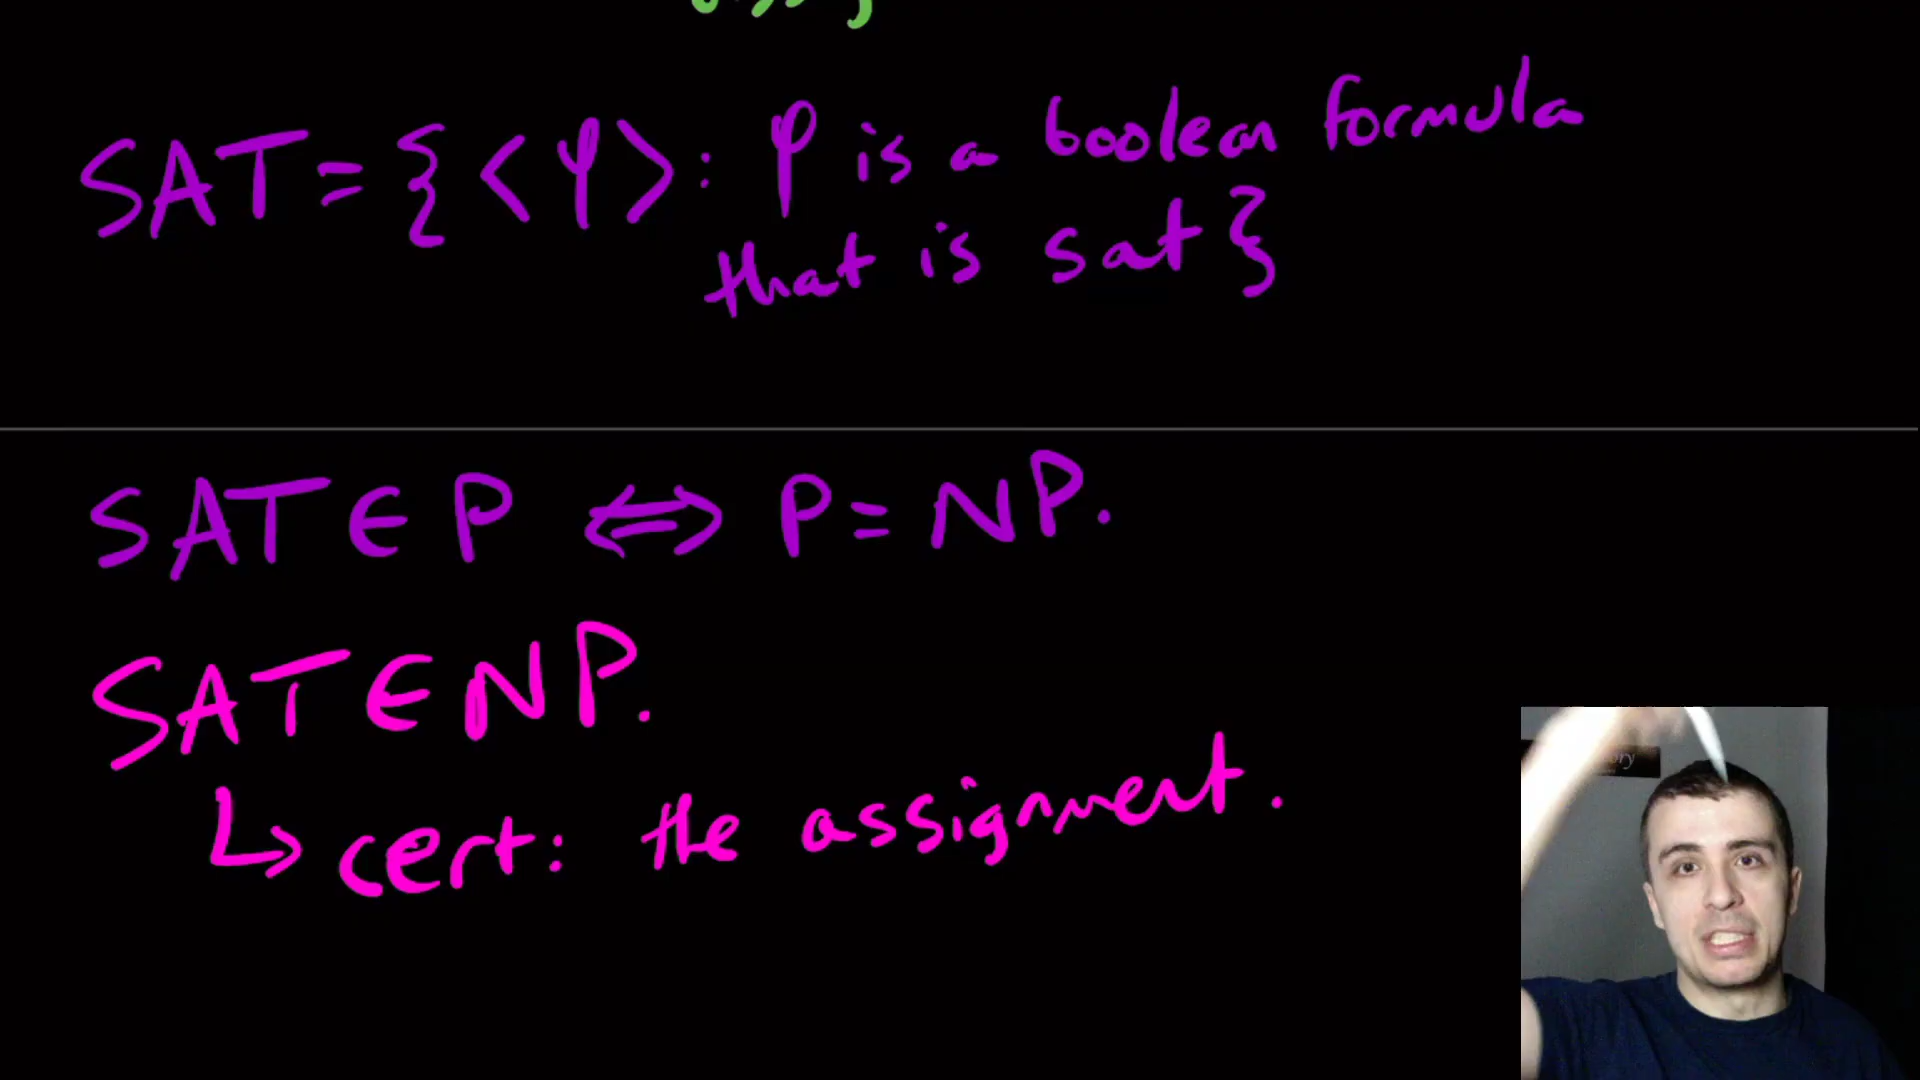 SAT = {<φ>: φ is a boolean formula
that is sat}
SAT ∈ P ⇔ P = NP.
SAT ∈ NP.
↳ cert: the assignment.